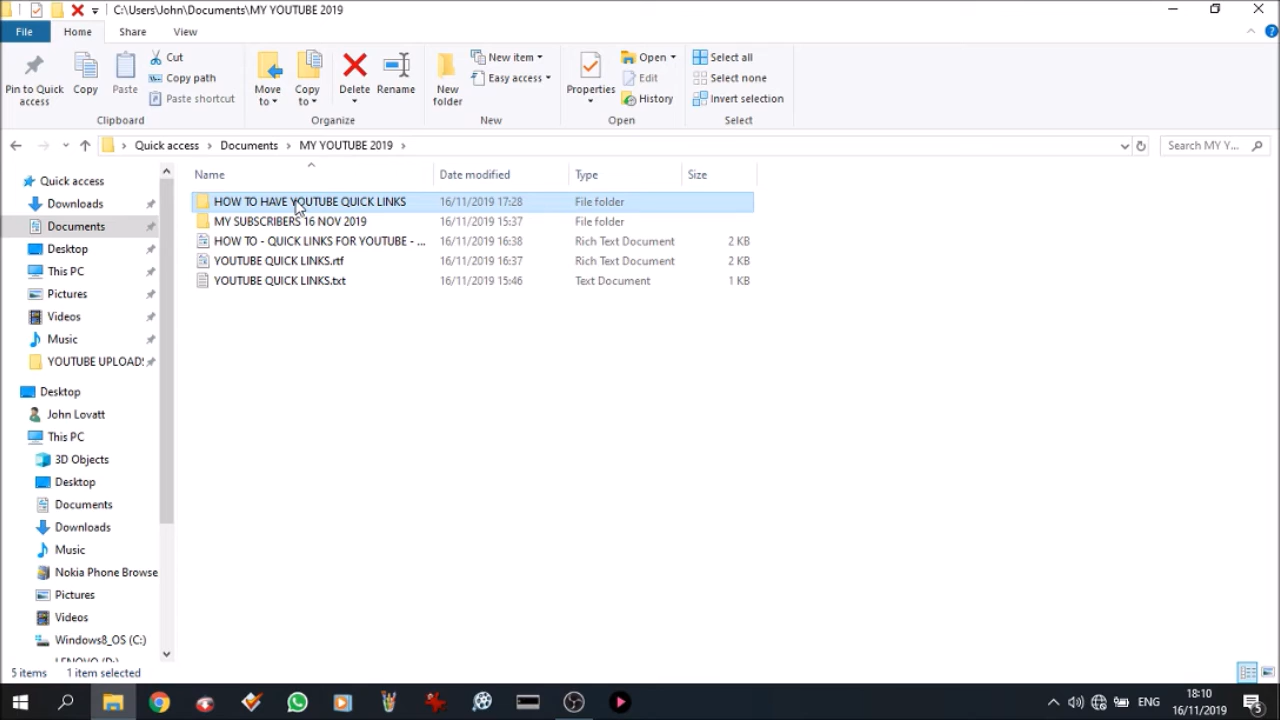 C:\Users\John\Documents\MY YOUTUBE 2019
File Home Share View
Pin to Quick access
Copy
Paste
Cut
Copy path
Paste shortcut
Clipboard
Move to
Copy to
Delete
Rename
Organize
New folder
New item
Easy access
New
Properties
Open
Edit
History
Open
Select all
Select none
Invert selection
Select
Quick access Documents MY YOUTUBE 2019
Search MY Y...
Name Date modified Type Size
HOW TO HAVE YOUTUBE QUICK LINKS 16/11/2019 17:28 File folder
MY SUBSCRIBERS 16 NOV 2019 16/11/2019 15:37 File folder
HOW TO - QUICK LINKS FOR YOUTUBE - ... 16/11/2019 16:38 Rich Text Document 2 KB
YOUTUBE QUICK LINKS.rtf 16/11/2019 16:37 Rich Text Document 2 KB
YOUTUBE QUICK LINKS.txt 16/11/2019 15:46 Text Document 1 KB
Quick access
Downloads
Documents
Desktop
This PC
Pictures
Videos
Music
YOUTUBE UPLOADS
Desktop
John Lovatt
This PC
3D Objects
Desktop
Documents
Downloads
Music
Nokia Phone Browse
Pictures
Videos
Windows8_OS (C:)
LENOVO (D:)
5 items 1 item selected
ENG
18:10
16/11/2019
5